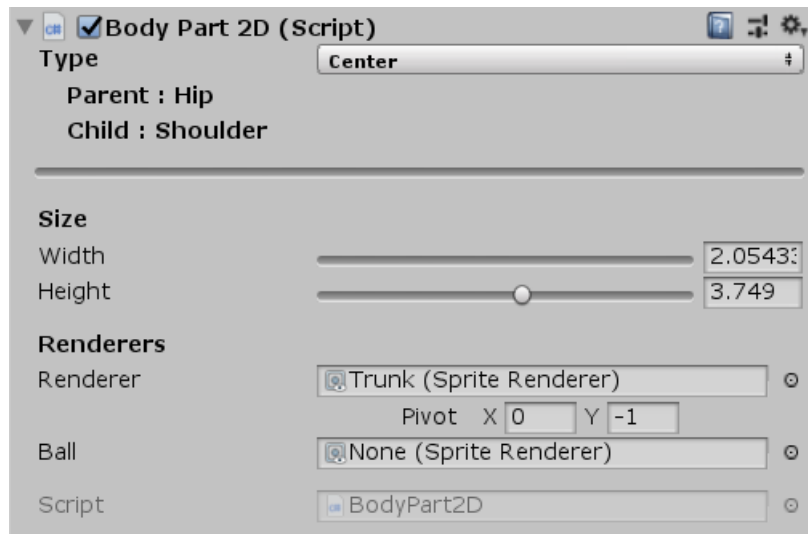 Body Part 2D (Script)
Type Center
Parent : Hip
Child : Shoulder
Size
Width 2.0543
Height 3.749
Renderers
Renderer Trunk (Sprite Renderer)
Pivot X 0 Y -1
Ball None (Sprite Renderer)
Script BodyPart2D